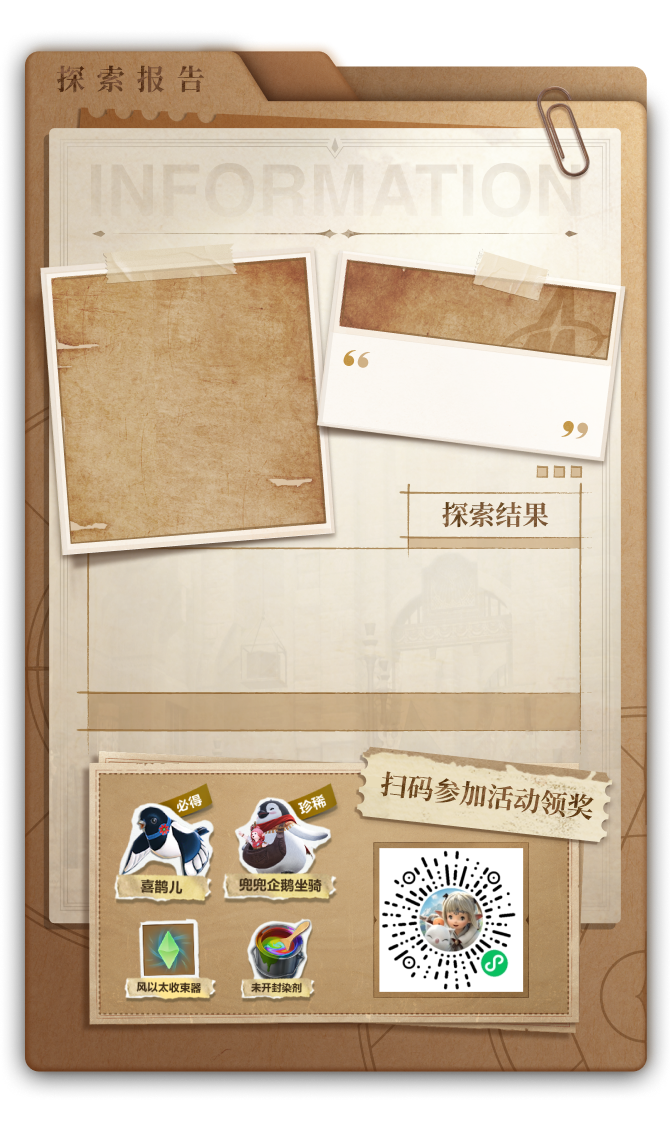 探索报告
INFORMATION
“
”
探索结果
扫码参加活动领奖
必得
珍稀
喜鹊儿
兜兜企鹅坐骑
风以太收束器
未开封染剂